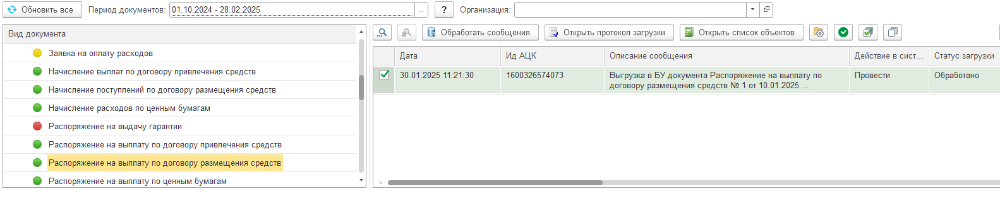 Обновить все Период документов: 01.10.2024 - 28.02.2025 ... ? Организация:
Вид документа
Заявка на оплату расходов
Начисление выплат по договору привлечения средств
Начисление поступлений по договору размещения средств
Начисление расходов по ценным бумагам
Распоряжение на выдачу гарантии
Распоряжение на выплату по договору привлечения средств
Распоряжение на выплату по договору размещения средств
Распоряжение на выплату по ценным бумагам
Обработать сообщения Открыть протокол загрузки Открыть список объектов
Дата Ид АЦК Описание сообщения Действие в сист... Статус загрузки
30.01.2025 11:21:30 1600326574073 Выгрузка в БУ документа Распоряжение на выплату по Провести Обработано
договору размещения средств № 1 от 10.01.2025 ...